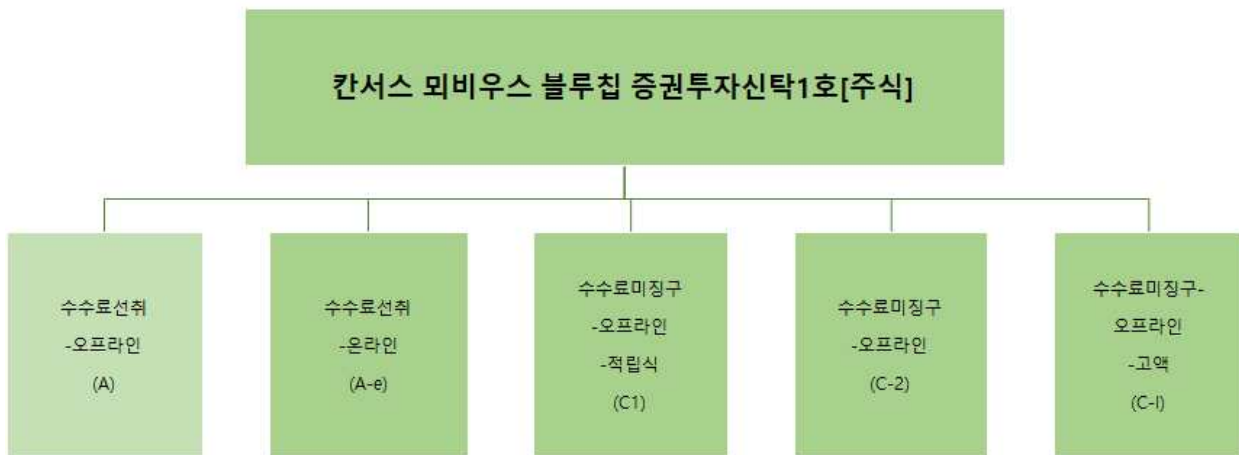 칸서스 뫼비우스 블루칩 증권투자신탁1호[주식]
수수료선취
-오프라인
(A)
수수료선취
-온라인
(A-e)
수수료미징구
-오프라인
-적립식
(C1)
수수료미징구
-오프라인
(C-2)
수수료미징구-
오프라인
-고액
(C-I)